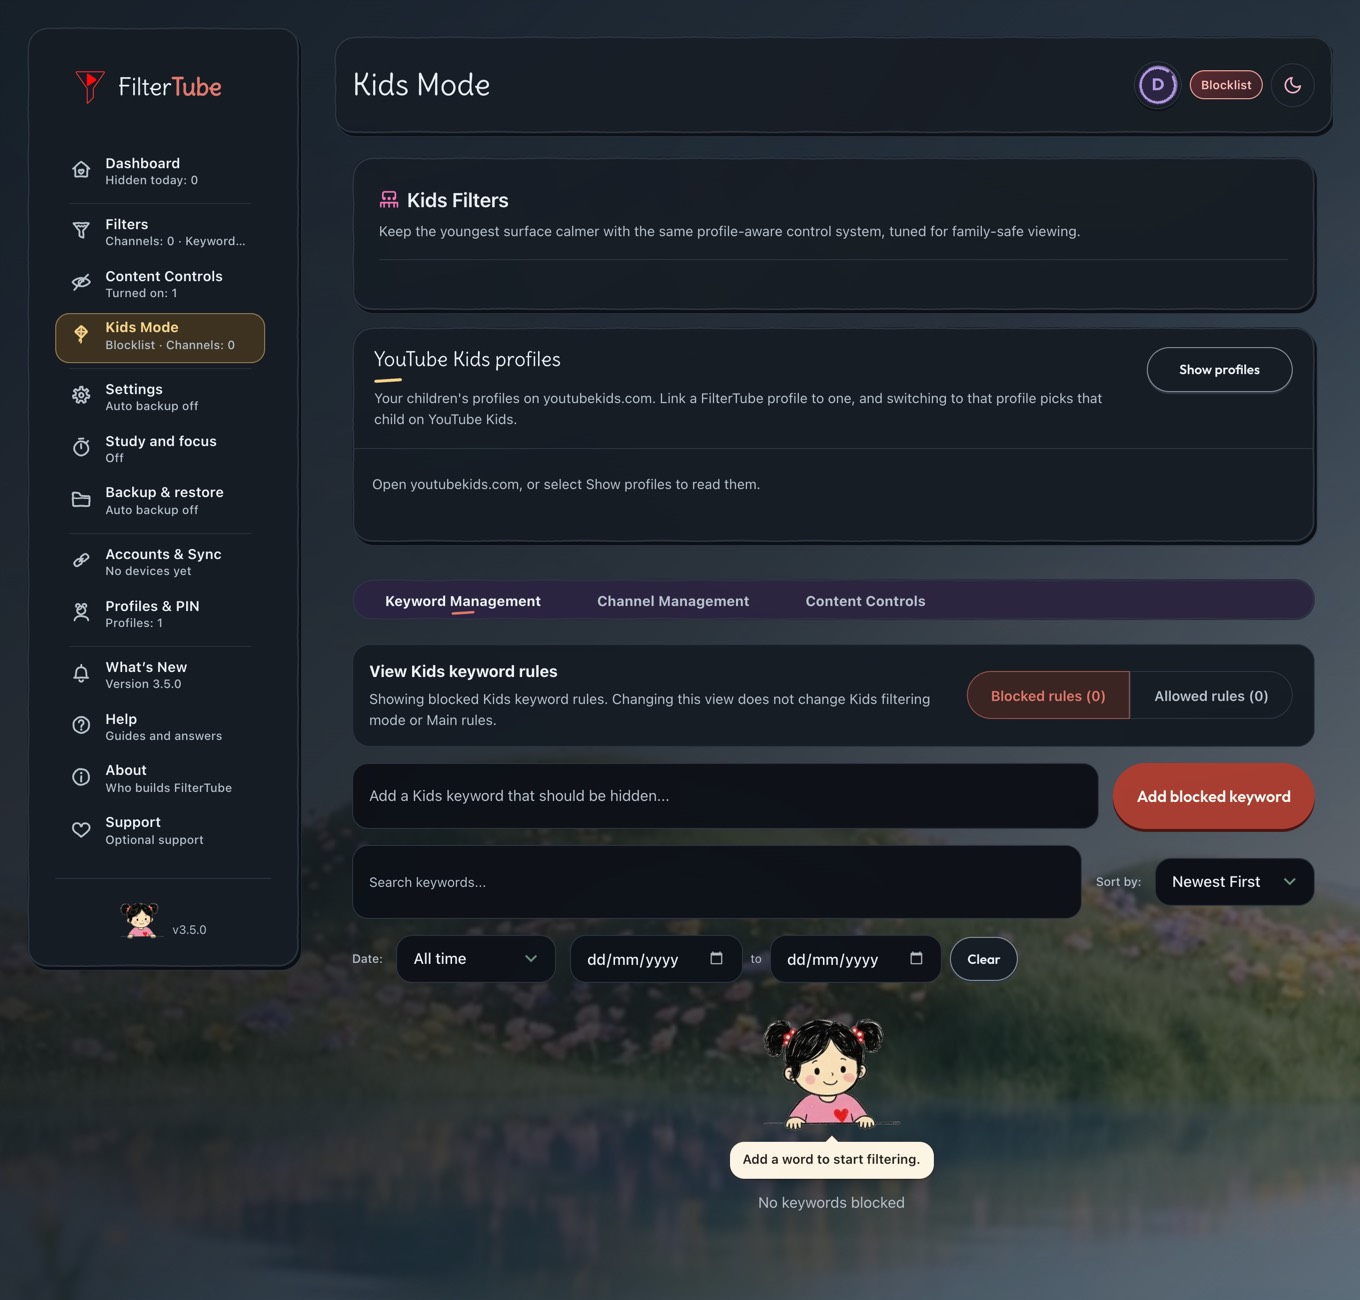 FilterTube
Dashboard
Hidden today: 0
Filters
Channels: 0 · Keyword...
Content Controls
Turned on: 1
Kids Mode
Blocklist · Channels: 0
Settings
Auto backup off
Study and focus
Off
Backup & restore
Auto backup off
Accounts & Sync
No devices yet
Profiles & PIN
Profiles: 1
What's New
Version 3.5.0
Help
Guides and answers
About
Who builds FilterTube
Support
Optional support
v3.5.0
Kids Mode
D
Blocklist
Kids Filters
Keep the youngest surface calmer with the same profile-aware control system, tuned for family-safe viewing.
YouTube Kids profiles
Show profiles
Your children's profiles on youtubekids.com. Link a FilterTube profile to one, and switching to that profile picks that
child on YouTube Kids.
Open youtubekids.com, or select Show profiles to read them.
Keyword Management
Channel Management
Content Controls
View Kids keyword rules
Showing blocked Kids keyword rules. Changing this view does not change Kids filtering
mode or Main rules.
Blocked rules (0)
Allowed rules (0)
Add a Kids keyword that should be hidden...
Add blocked keyword
Search keywords...
Sort by:
Newest First
Date:
All time
dd/mm/yyyy
to
dd/mm/yyyy
Clear
Add a word to start filtering.
No keywords blocked